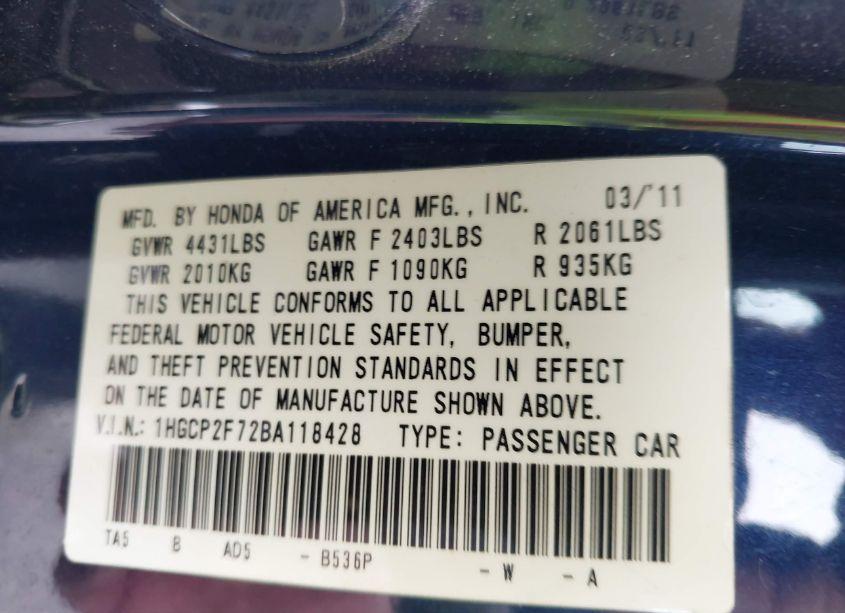 MFD. BY HONDA OF AMERICA MFG., INC. 03/'11
GVWR 4431LBS GAWR F 2403LBS R 2061LBS
GVWR 2010KG GAWR F 1090KG R 935KG
THIS VEHICLE CONFORMS TO ALL APPLICABLE
FEDERAL MOTOR VEHICLE SAFETY, BUMPER,
AND THEFT PREVENTION STANDARDS IN EFFECT
ON THE DATE OF MANUFACTURE SHOWN ABOVE.
V.I.N.: 1HGCP2F72BA118428 TYPE: PASSENGER CAR
TA5 B AD5 - B536P - W - A